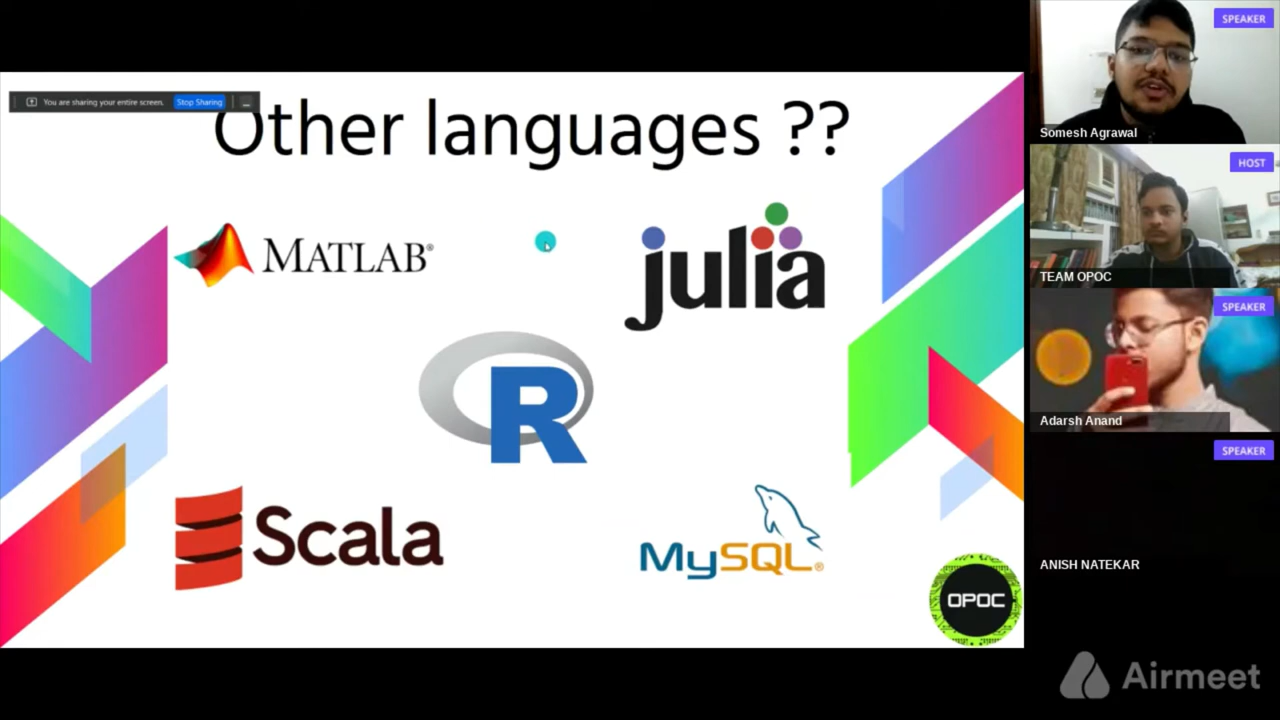 You are sharing your entire screen. Stop Sharing
Other languages ??
MATLAB®
julia
R
Scala
MySQL®
OPOC
SPEAKER
Somesh Agrawal
HOST
TEAM OPOC
SPEAKER
Adarsh Anand
SPEAKER
ANISH NATEKAR
Airmeet